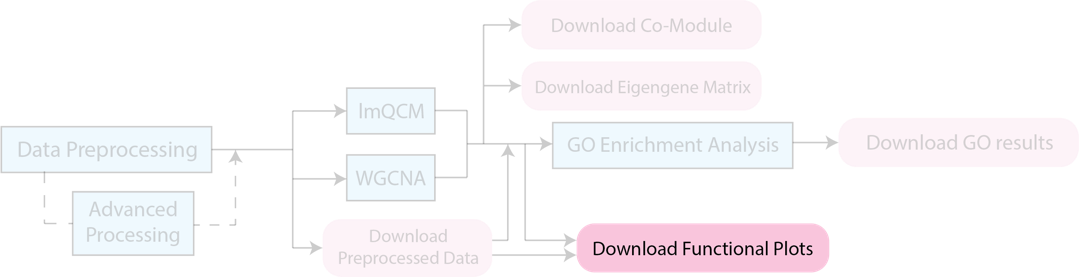 Download Co-Module
Download Eigengene Matrix
lmQCM
Data Preprocessing
GO Enrichment Analysis
Download GO results
WGCNA
Advanced
Processing
Download
Preprocessed Data
Download Functional Plots